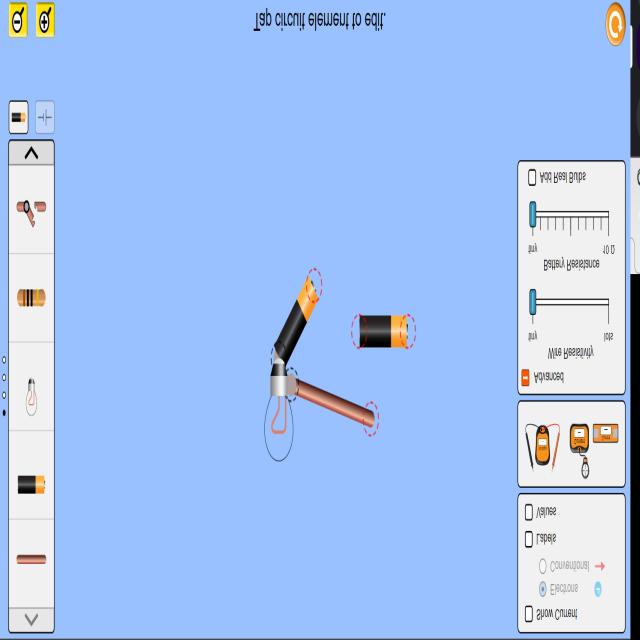 Show Current
Electrons
Conventional
Labels
Values
Advanced
Wire Resistivity
tiny lots
Battery Resistance
tiny 10 Ω
Add Real Bulbs
Tap circuit element to edit.